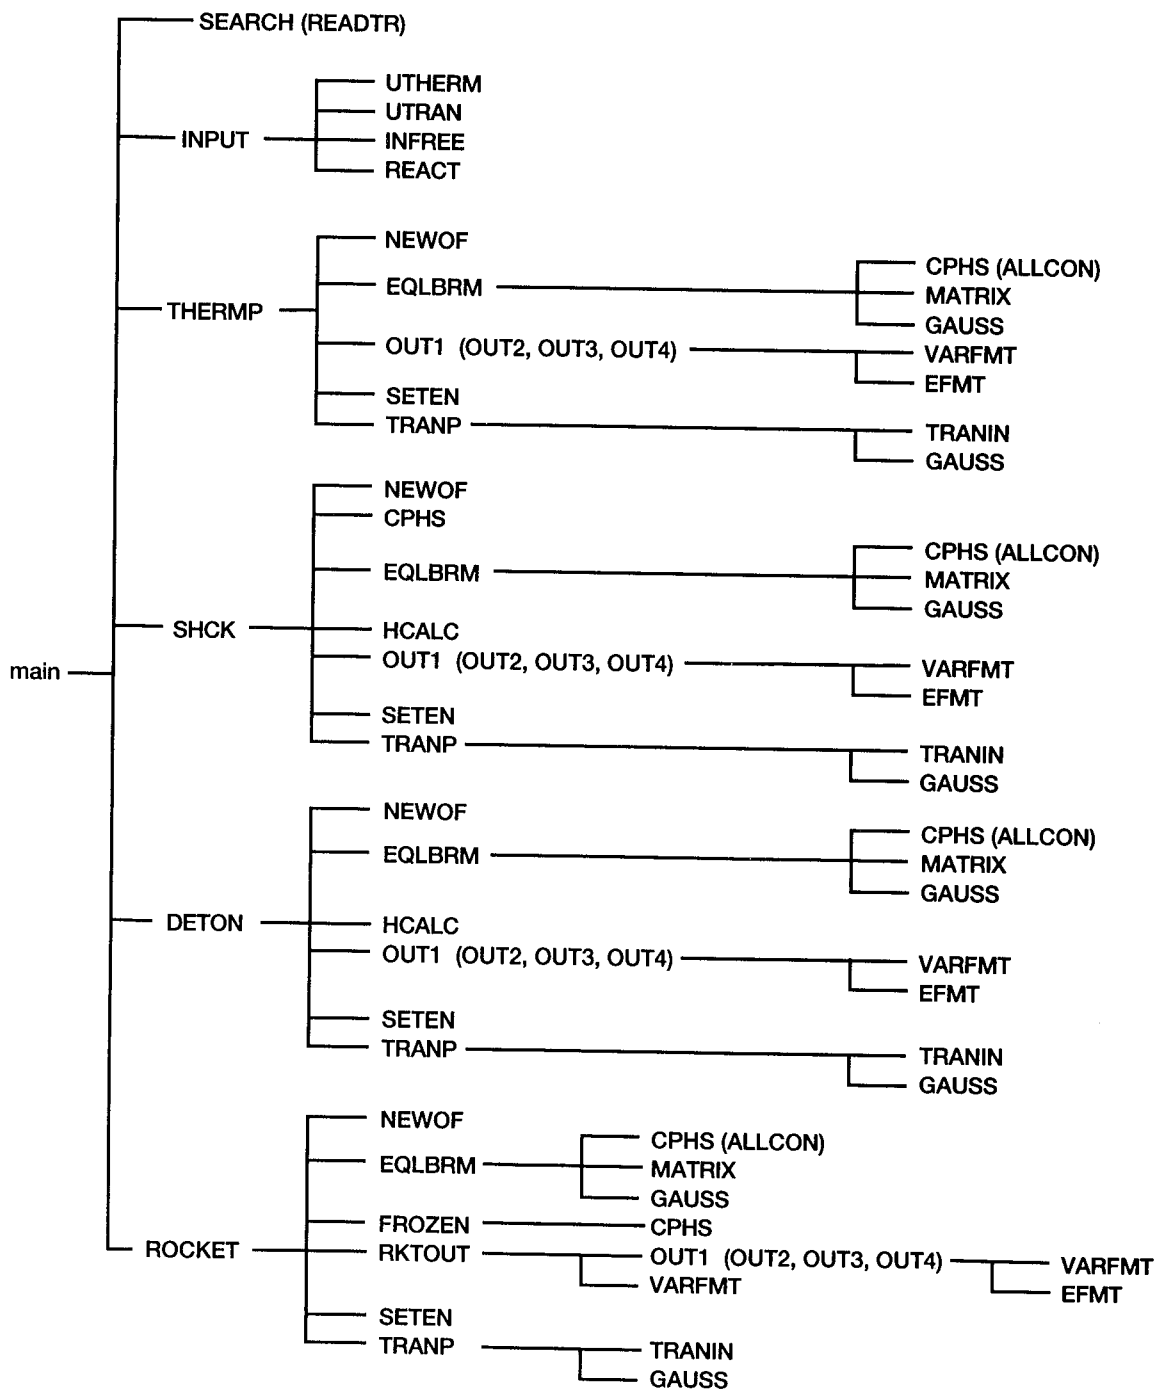 SEARCH (READTR)
UTHERM
UTRAN
INPUT
INFREE
REACT
NEWOF
CPHS (ALLCON)
EQLBRM
MATRIX
THERMP
GAUSS
OUT1 (OUT2, OUT3, OUT4)
VARFMT
EFMT
SETEN
TRANP
TRANIN
GAUSS
NEWOF
CPHS
CPHS (ALLCON)
EQLBRM
MATRIX
GAUSS
SHCK
HCALC
OUT1 (OUT2, OUT3, OUT4)
VARFMT
main
EFMT
SETEN
TRANP
TRANIN
GAUSS
NEWOF
CPHS (ALLCON)
EQLBRM
MATRIX
GAUSS
DETON
HCALC
OUT1 (OUT2, OUT3, OUT4)
VARFMT
EFMT
SETEN
TRANP
TRANIN
GAUSS
NEWOF
CPHS (ALLCON)
EQLBRM
MATRIX
GAUSS
FROZEN
CPHS
ROCKET
RKTOUT
OUT1 (OUT2, OUT3, OUT4)
VARFMT
VARFMT
EFMT
SETEN
TRANP
TRANIN
GAUSS